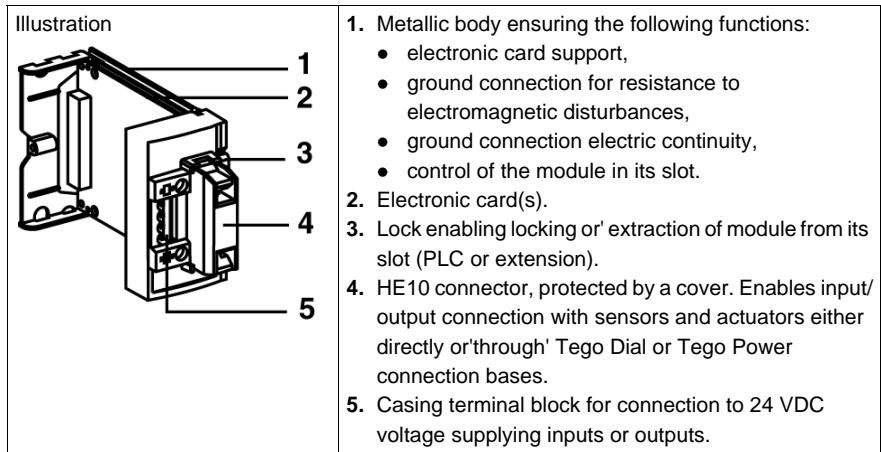 Illustration
1
2
3
4
5
1. Metallic body ensuring the following functions:
● electronic card support,
● ground connection for resistance to
electromagnetic disturbances,
● ground connection electric continuity,
● control of the module in its slot.
2. Electronic card(s).
3. Lock enabling locking or' extraction of module from its
slot (PLC or extension).
4. HE10 connector, protected by a cover. Enables input/
output connection with sensors and actuators either
directly or'through' Tego Dial or Tego Power
connection bases.
5. Casing terminal block for connection to 24 VDC
voltage supplying inputs or outputs.